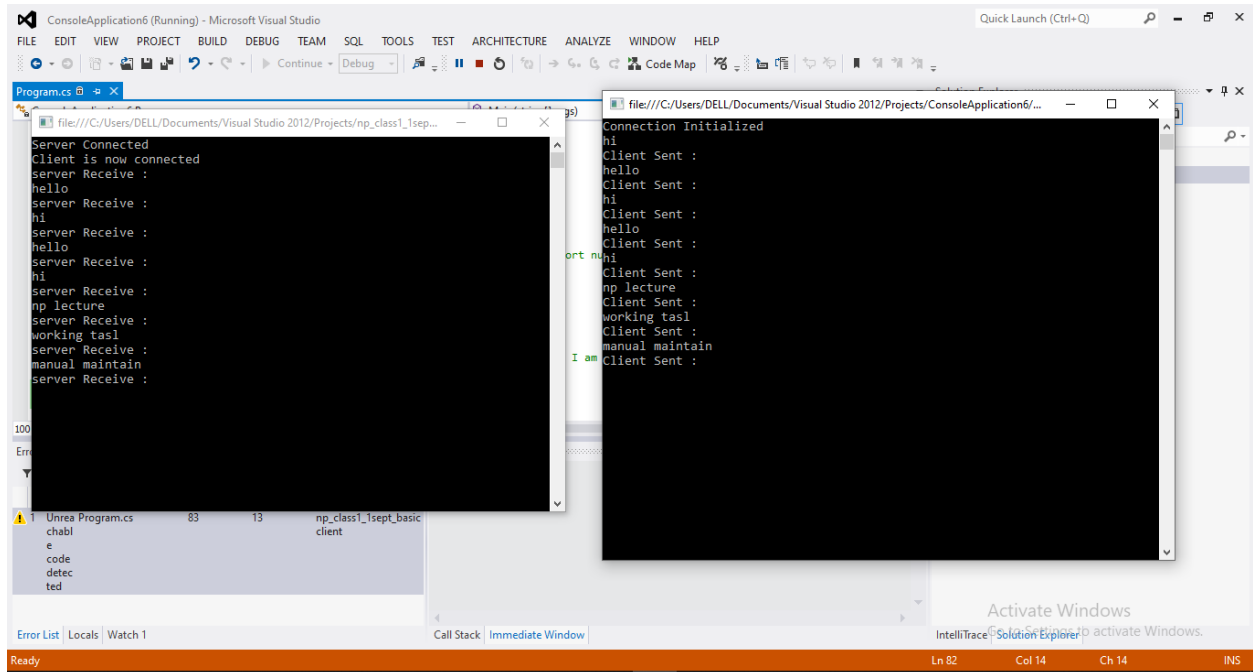 ConsoleApplication6 (Running) - Microsoft Visual Studio
Quick Launch (Ctrl+Q)
FILE EDIT VIEW PROJECT BUILD DEBUG TEAM SQL TOOLS TEST ARCHITECTURE ANALYZE WINDOW HELP
Continue Debug Code Map
Program.cs
file:///C:/Users/DELL/Documents/Visual Studio 2012/Projects/np_class1_1sep...
Server Connected
Client is now connected
server Receive :
hello
server Receive :
hi
server Receive :
hello
server Receive :
hi
server Receive :
np lecture
server Receive :
working tasl
server Receive :
manual maintain
server Receive :
gs)
ort nu
I am
file:///C:/Users/DELL/Documents/Visual Studio 2012/Projects/ConsoleApplication6/...
Connection Initialized
hi
Client Sent :
hello
Client Sent :
hi
Client Sent :
hello
Client Sent :
hi
Client Sent :
np lecture
Client Sent :
working tasl
Client Sent :
manual maintain
Client Sent :
100
Erro
1 Unrea Program.cs 83 13 np_class1_1sept_basic
chabl client
e
code
detec
ted
Activate Windows
Go to Settings to activate Windows.
Error List Locals Watch 1
Call Stack Immediate Window
IntelliTrace Solution Explorer
Ready
Ln 82 Col 14 Ch 14 INS